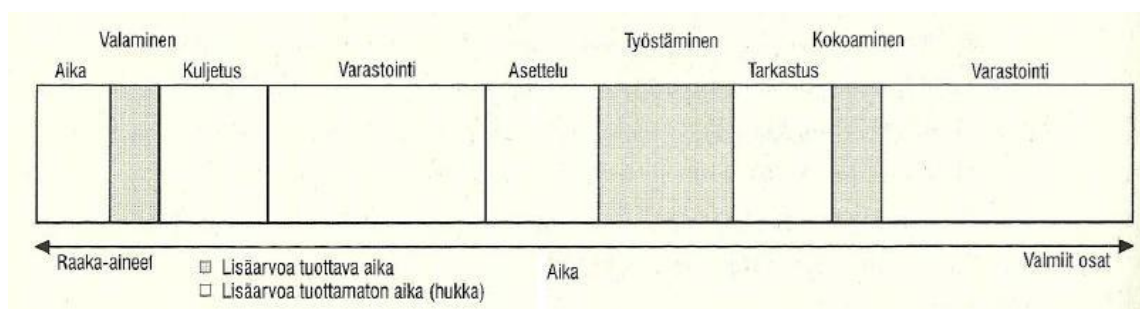 Valaminen Työstäminen Kokoaminen
Aika Kuljetus Varastointi Asettelu Tarkastus Varastointi
Raaka-aineet Aika Valmiit osat
Lisäarvoa tuottava aika
Lisäarvoa tuottamaton aika (hukka)